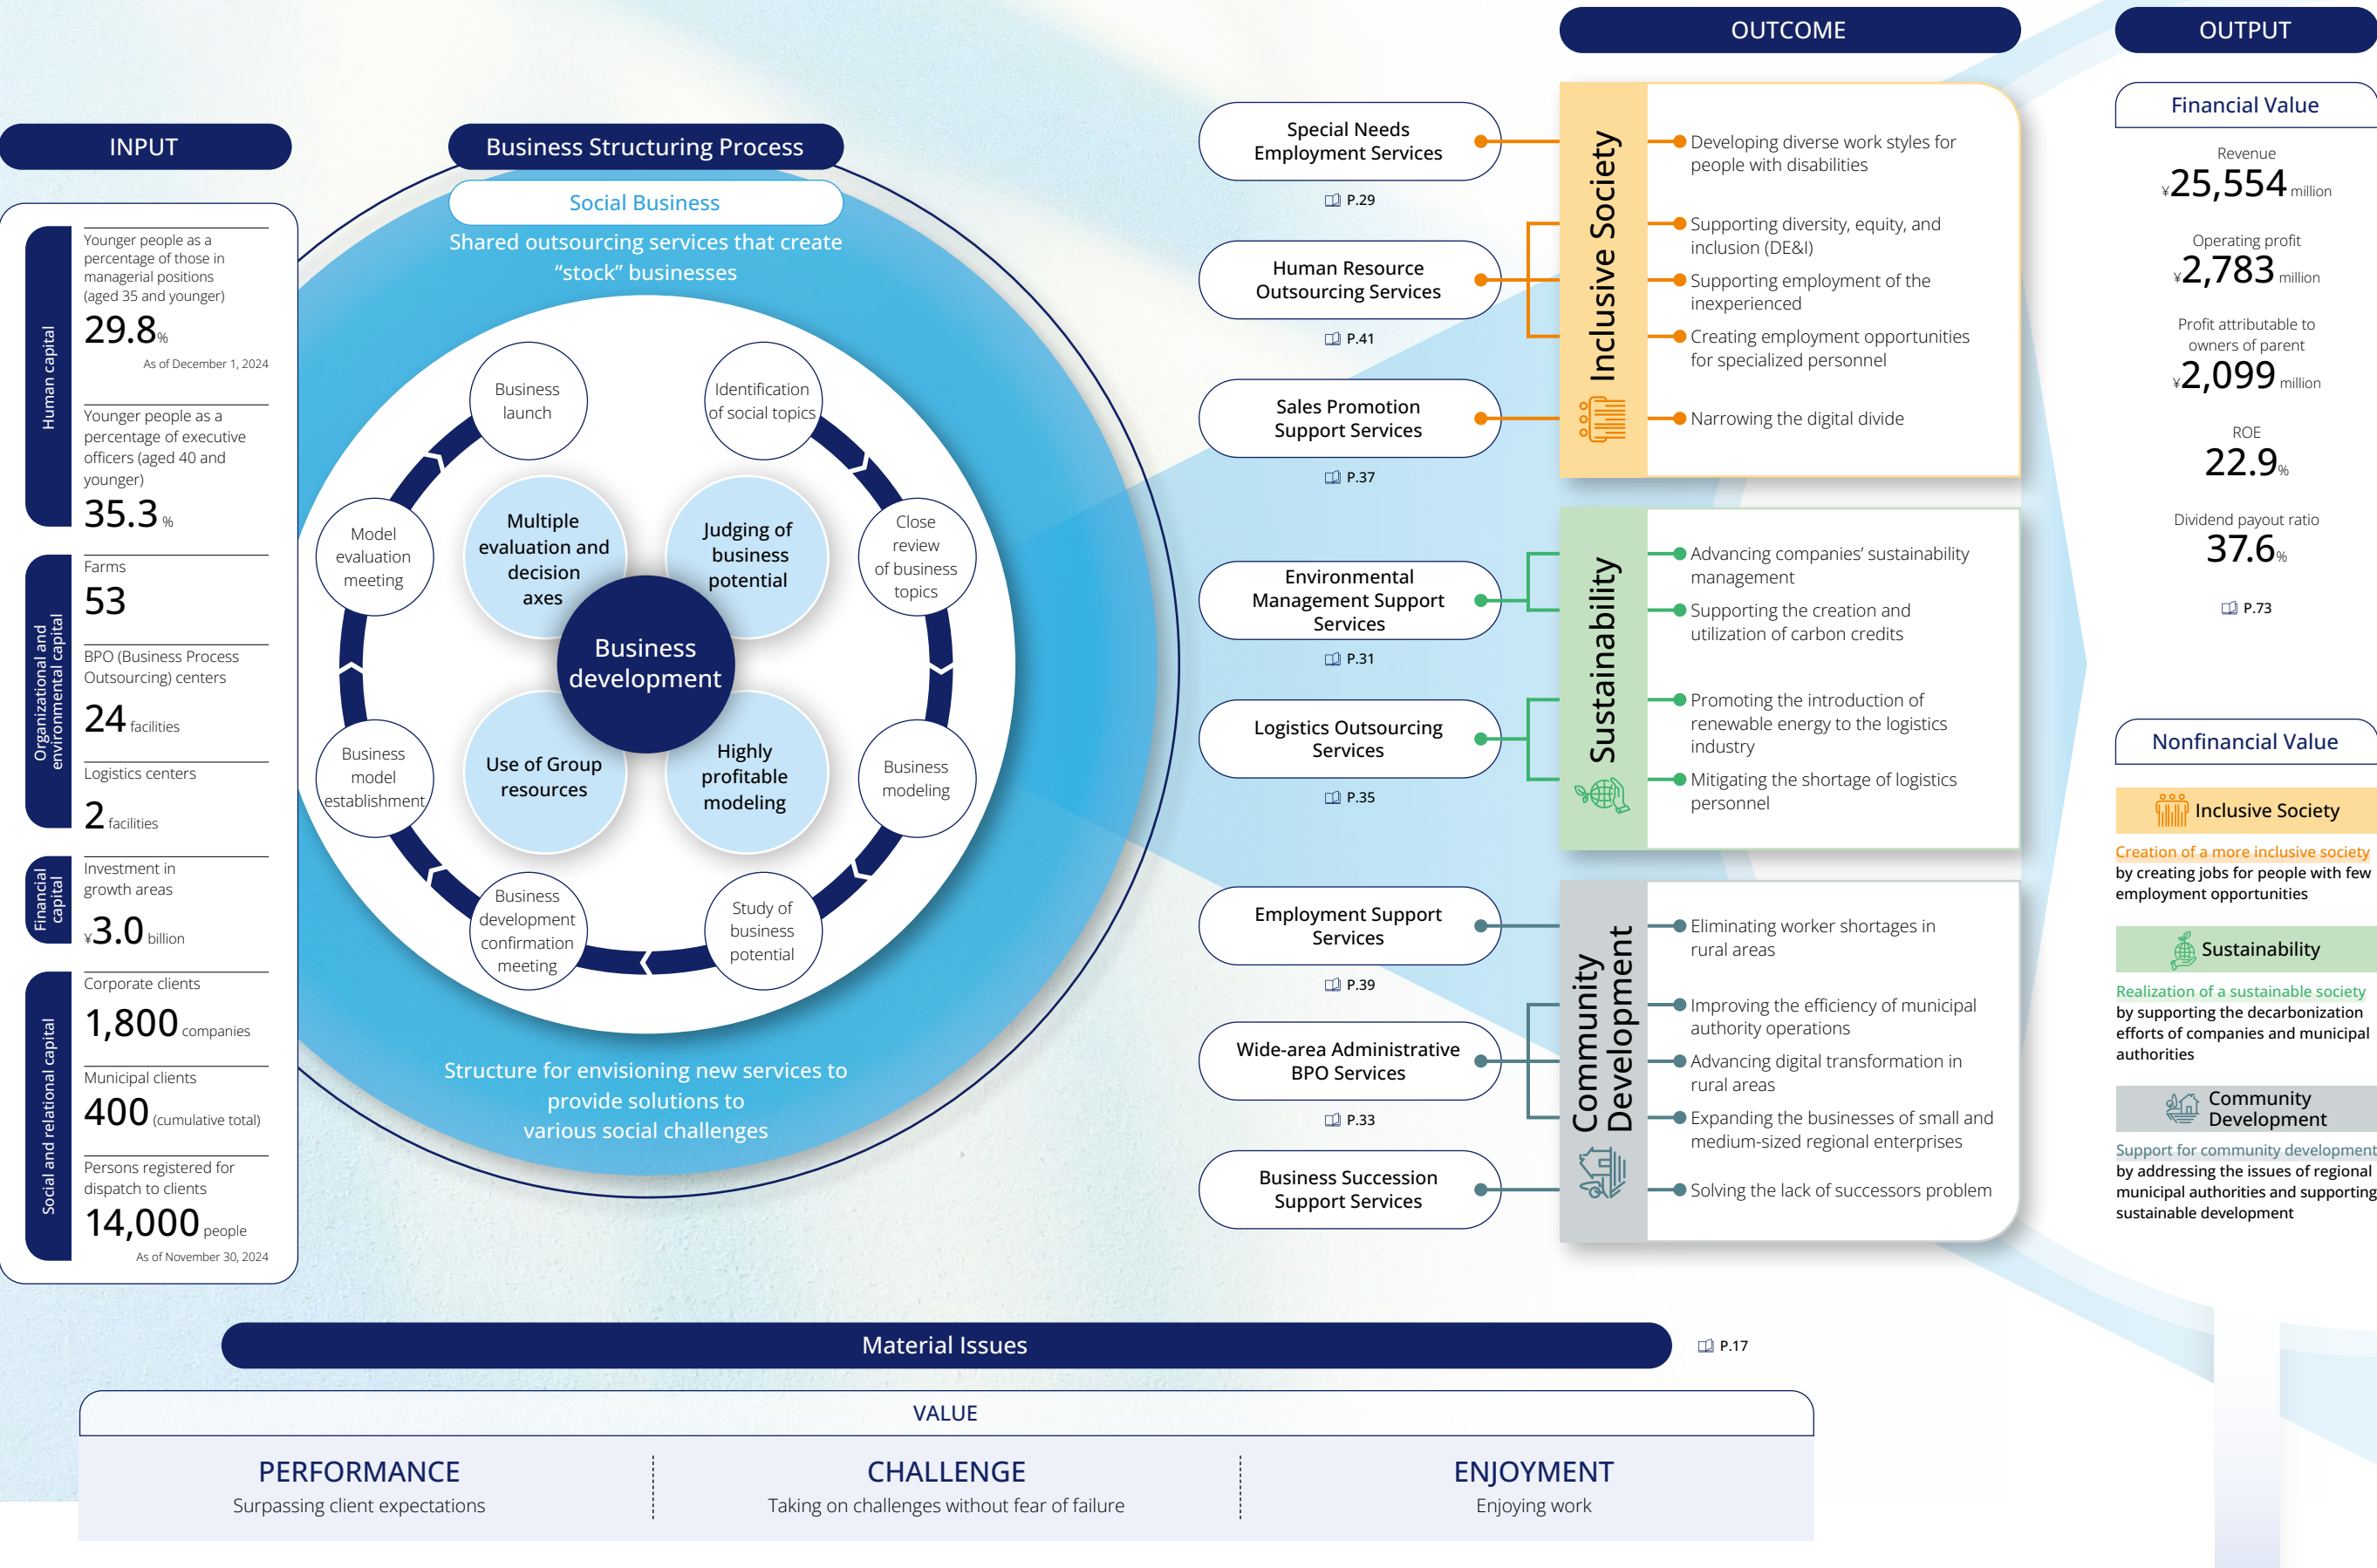 INPUT
Human capital
Younger people as a
percentage of those in
managerial positions
(aged 35 and younger)
29.8%
As of December 1, 2024
Younger people as a
percentage of executive
officers (aged 40 and
younger)
35.3 %
Organizational and
environmental capital
Farms
53
BPO (Business Process
Outsourcing) centers
24 facilities
Logistics centers
2 facilities
Financial
capital
Investment in
growth areas
¥3.0 billion
Social and relational capital
Corporate clients
1,800 companies
Municipal clients
400 (cumulative total)
Persons registered for
dispatch to clients
14,000 people
As of November 30, 2024
Business Structuring Process
Social Business
Shared outsourcing services that create
“stock” businesses
Identification
of social topics
Close
review
of business
topics
Business
modeling
Study of
business
potential
Business
development
confirmation
meeting
Business
model
establishment
Model
evaluation
meeting
Business
launch
Multiple
evaluation and
decision
axes
Judging of
business
potential
Business
development
Use of Group
resources
Highly
profitable
modeling
Structure for envisioning new services to
provide solutions to
various social challenges
OUTCOME
Special Needs
Employment Services
P.29
Human Resource
Outsourcing Services
P.41
Sales Promotion
Support Services
P.37
Inclusive Society
Developing diverse work styles for
people with disabilities
Supporting diversity, equity, and
inclusion (DE&I)
Supporting employment of the
inexperienced
Creating employment opportunities
for specialized personnel
Narrowing the digital divide
Environmental
Management Support
Services
P.31
Logistics Outsourcing
Services
P.35
Sustainability
Advancing companies’ sustainability
management
Supporting the creation and
utilization of carbon credits
Promoting the introduction of
renewable energy to the logistics
industry
Mitigating the shortage of logistics
personnel
Employment Support
Services
P.39
Wide-area Administrative
BPO Services
P.33
Business Succession
Support Services
Community
Development
Eliminating worker shortages in
rural areas
Improving the efficiency of municipal
authority operations
Advancing digital transformation in
rural areas
Expanding the businesses of small and
medium-sized regional enterprises
Solving the lack of successors problem
OUTPUT
Financial Value
Revenue
¥25,554 million
Operating profit
¥2,783 million
Profit attributable to
owners of parent
¥2,099 million
ROE
22.9%
Dividend payout ratio
37.6%
P.73
Nonfinancial Value
Inclusive Society
Creation of a more inclusive society
by creating jobs for people with few
employment opportunities
Sustainability
Realization of a sustainable society
by supporting the decarbonization
efforts of companies and municipal
authorities
Community
Development
Support for community development
by addressing the issues of regional
municipal authorities and supporting
sustainable development
Material Issues
P.17
VALUE
PERFORMANCE
Surpassing client expectations
CHALLENGE
Taking on challenges without fear of failure
ENJOYMENT
Enjoying work